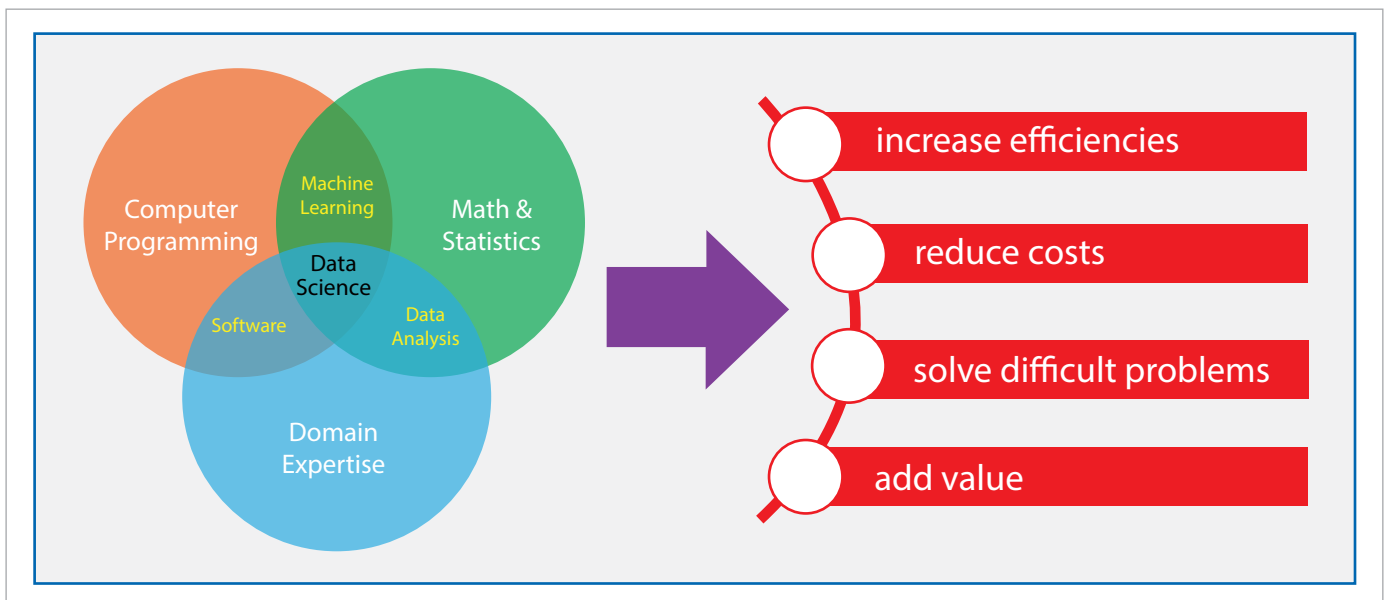 Computer
Programming
Machine
Learning
Math &
Statistics
Data
Science
Software
Data
Analysis
Domain
Expertise
increase efficiencies
reduce costs
solve difficult problems
add value